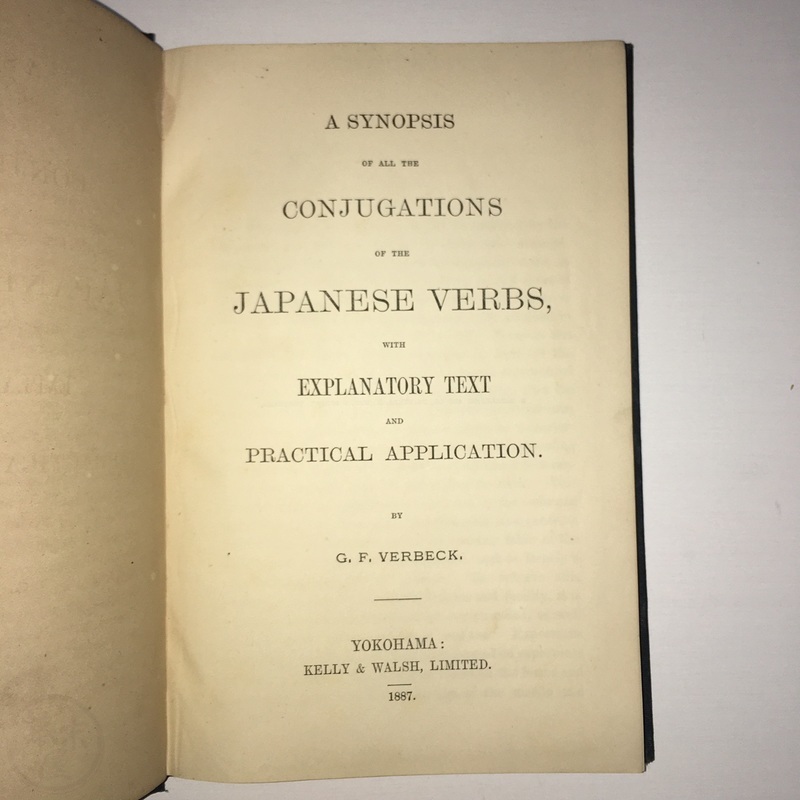 A SYNOPSIS
OF ALL THE
CONJUGATIONS
OF THE
JAPANESE VERBS,
WITH
EXPLANATORY TEXT
AND
PRACTICAL APPLICATION.
BY
G. F. VERBECK.
YOKOHAMA:
KELLY & WALSH, LIMITED.
1887.